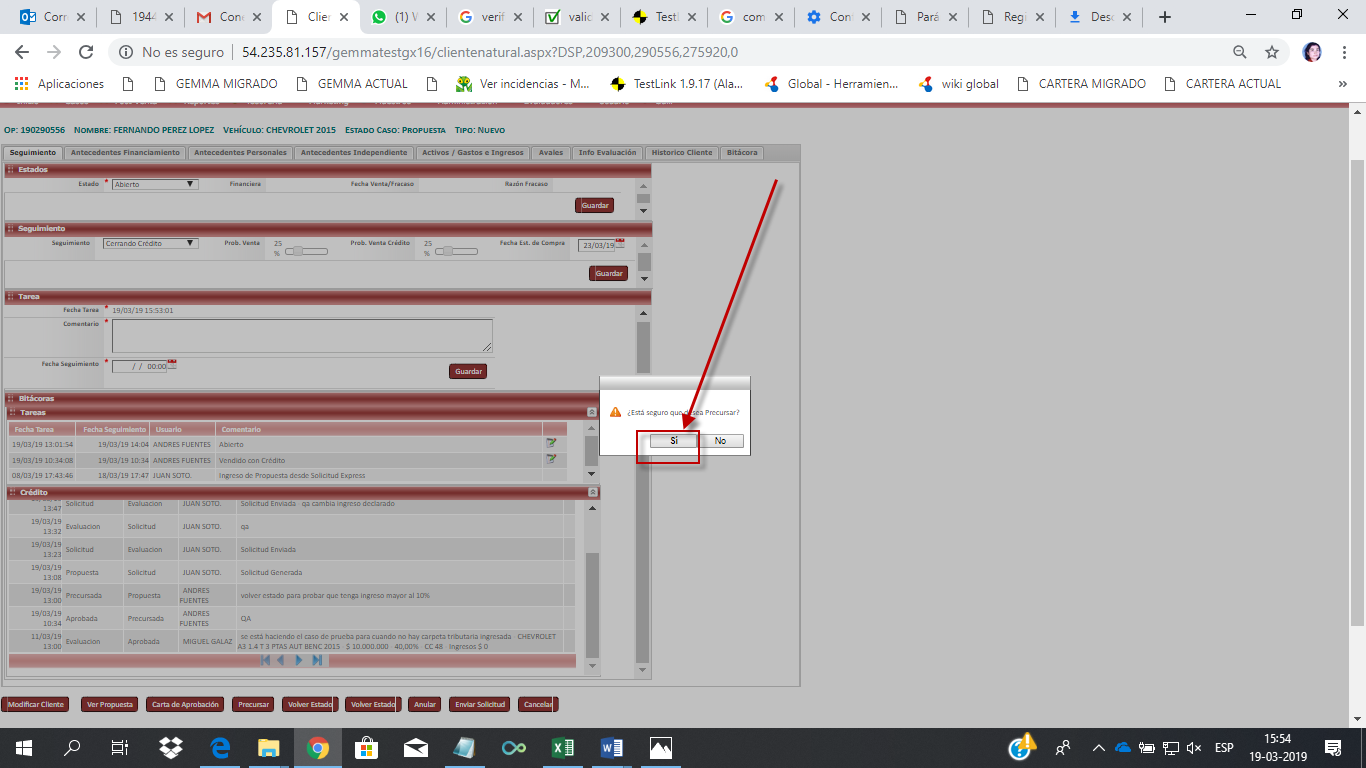 Corr
1944
Cone
Clien
(1) W
verif
valid
Testl
com
Conf
Pará
Regi
Desc
No es seguro | 54.235.81.157/gemmatestgx16/clientenatural.aspx?DSP,209300,290556,275920,0
Aplicaciones
GEMMA MIGRADO
GEMMA ACTUAL
Ver incidencias - M...
TestLink 1.9.17 (Ala...
Global - Herramien...
wiki global
CARTERA MIGRADO
CARTERA ACTUAL
»
Op: 190290556 Nombre: FERNANDO PEREZ LOPEZ Vehículo: CHEVROLET 2015 Estado Caso: Propuesta Tipo: Nuevo
Seguimiento
Antecedentes Financiamiento
Antecedentes Personales
Antecedentes Independiente
Activos / Gastos e Ingresos
Avales
Info Evaluación
Historico Cliente
Bitácora
Estados
Estado * Abierto Financiera Fecha Venta/Fracaso Razón Fracaso
Guardar
Seguimiento
Seguimiento Cerrando Crédito Prob. Venta 25 % Prob. Venta Crédito 25 % Fecha Est. de Compra 23/03/19
Guardar
Tarea
Fecha Tarea * 19/03/19 15:53:01
Comentario *
Fecha Seguimiento * / / 00:00
Guardar
Bitácoras
Tareas
Fecha Tarea Fecha Seguimiento Usuario Comentario
19/03/19 13:01:54 19/03/19 14:04 ANDRES FUENTES Abierto
19/03/19 10:34:08 19/03/19 10:34 ANDRES FUENTES Vendido con Crédito
08/03/19 17:43:46 18/03/19 17:47 JUAN SOTO. Ingreso de Propuesta desde Solicitud Express
¿Está seguro que desea Precursar?
Sí
No
Crédito
13:47 Solicitud Evaluacion JUAN SOTO. Solicitud Enviada qa cambia ingreso declarado
19/03/19 13:32 Evaluacion Solicitud JUAN SOTO. qa
19/03/19 13:23 Solicitud Evaluacion JUAN SOTO. Solicitud Enviada
19/03/19 13:08 Propuesta Solicitud JUAN SOTO. Solicitud Generada
19/03/19 13:00 Precursada Propuesta ANDRES FUENTES volver estado para probar que tenga ingreso mayor al 10%
19/03/19 10:34 Aprobada Precursada ANDRES FUENTES QA
11/03/19 13:00 Evaluacion Aprobada MIGUEL GALAZ se está haciendo el caso de prueba para cuando no hay carpeta tributaria ingresada - CHEVROLET
A3 1.4 T 3 PTAS AUT BENC 2015 - $ 10.000.000 - 40,00% - CC 48 - Ingresos $ 0
Modificar Cliente
Ver Propuesta
Carta de Aprobación
Precursar
Volver Estado
Volver Estado
Anular
Enviar Solicitud
Cancelar
ESP
15:54
19-03-2019